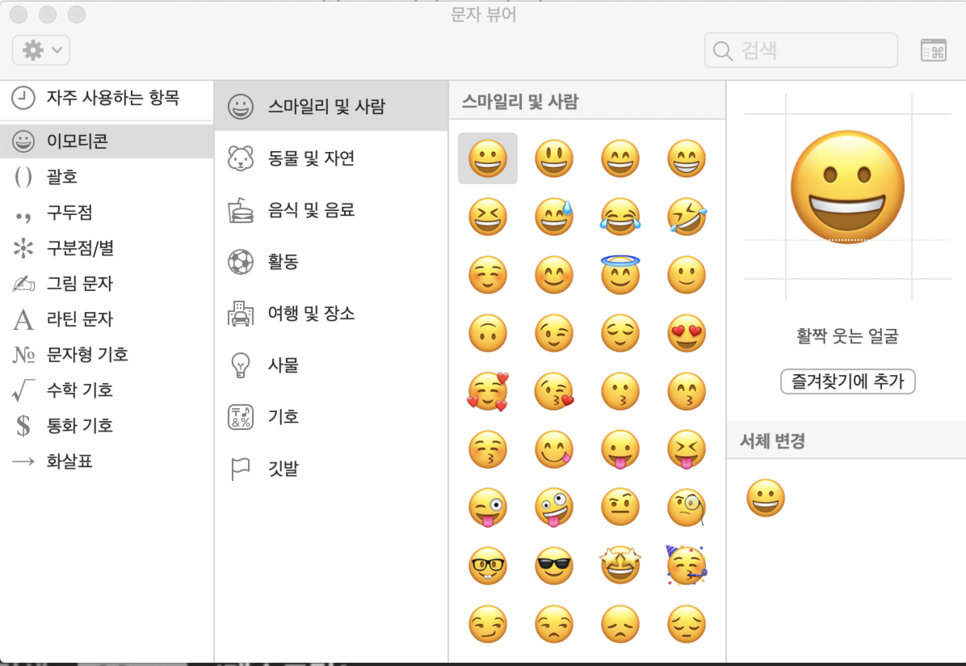 문자 뷰어
검색
자주 사용하는 항목
이모티콘
괄호
구두점
구분점/별
그림 문자
라틴 문자
문자형 기호
수학 기호
통화 기호
화살표
스마일리 및 사람
동물 및 자연
음식 및 음료
활동
여행 및 장소
사물
기호
깃발
스마일리 및 사람
활짝 웃는 얼굴
즐겨찾기에 추가
서체 변경